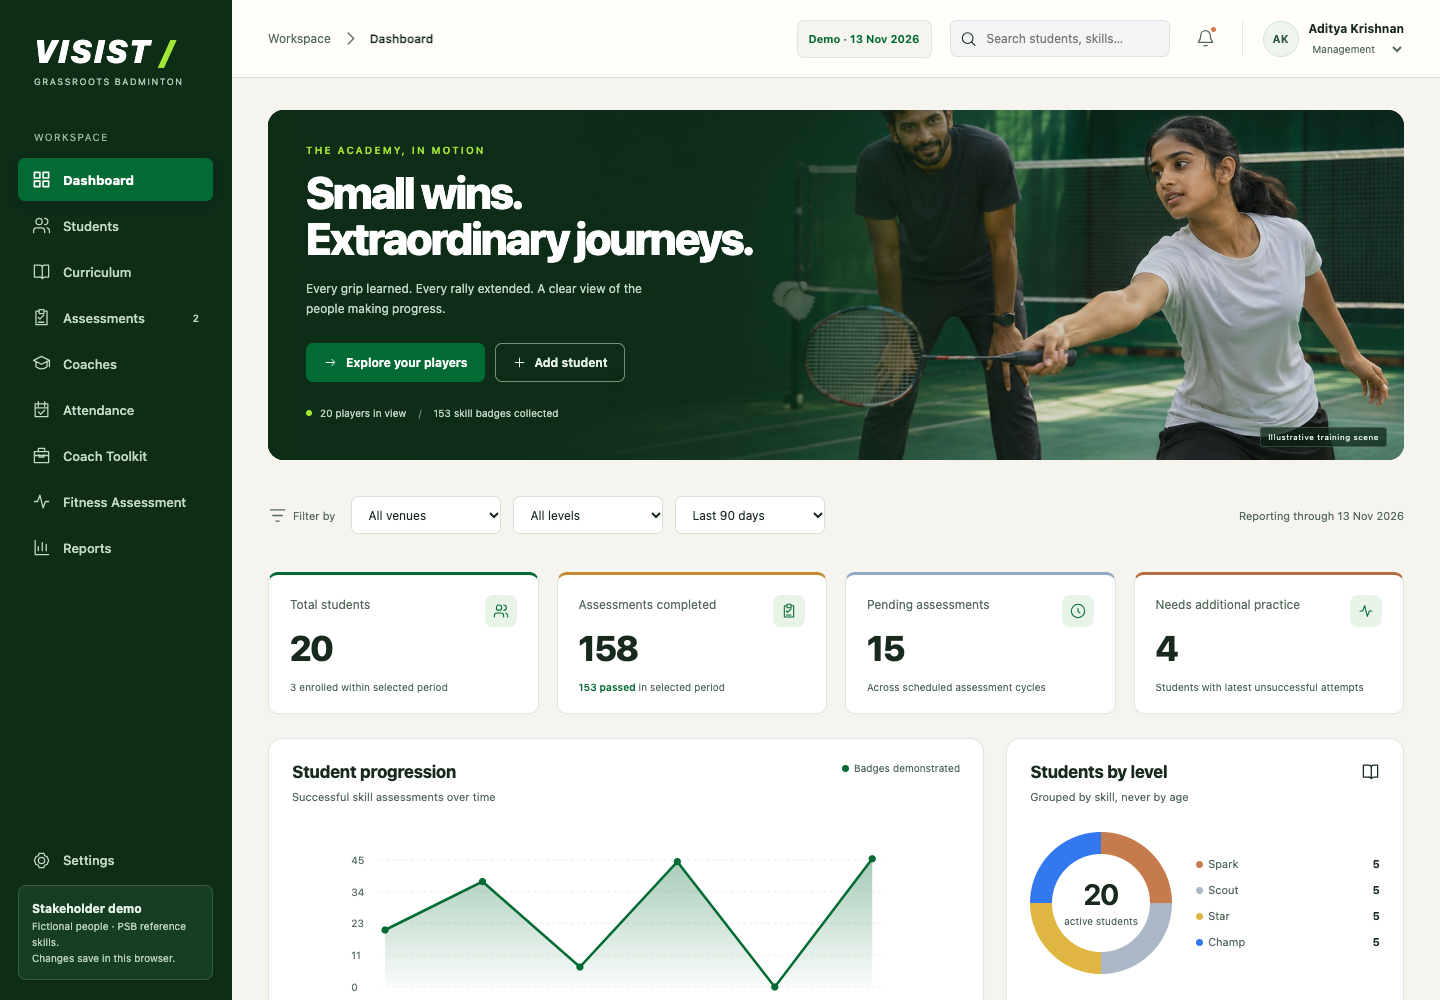 VISIST /
GRASSROOTS BADMINTON
WORKSPACE
Dashboard
Students
Curriculum
Assessments 2
Coaches
Attendance
Coach Toolkit
Fitness Assessment
Reports
Settings
Stakeholder demo
Fictional people · PSB reference
skills.
Changes save in this browser.
Workspace Dashboard
Demo · 13 Nov 2026
Search students, skills...
AK
Aditya Krishnan
Management
THE ACADEMY, IN MOTION
Small wins.
Extraordinary journeys.
Every grip learned. Every rally extended. A clear view of the
people making progress.
Explore your players
Add student
20 players in view / 153 skill badges collected
Illustrative training scene
Filter by
All venues
All levels
Last 90 days
Reporting through 13 Nov 2026
Total students
20
3 enrolled within selected period
Assessments completed
158
153 passed in selected period
Pending assessments
15
Across scheduled assessment cycles
Needs additional practice
4
Students with latest unsuccessful attempts
Student progression
Badges demonstrated
Successful skill assessments over time
45
34
23
11
0
Students by level
Grouped by skill, never by age
20
active students
Spark 5
Scout 5
Star 5
Champ 5